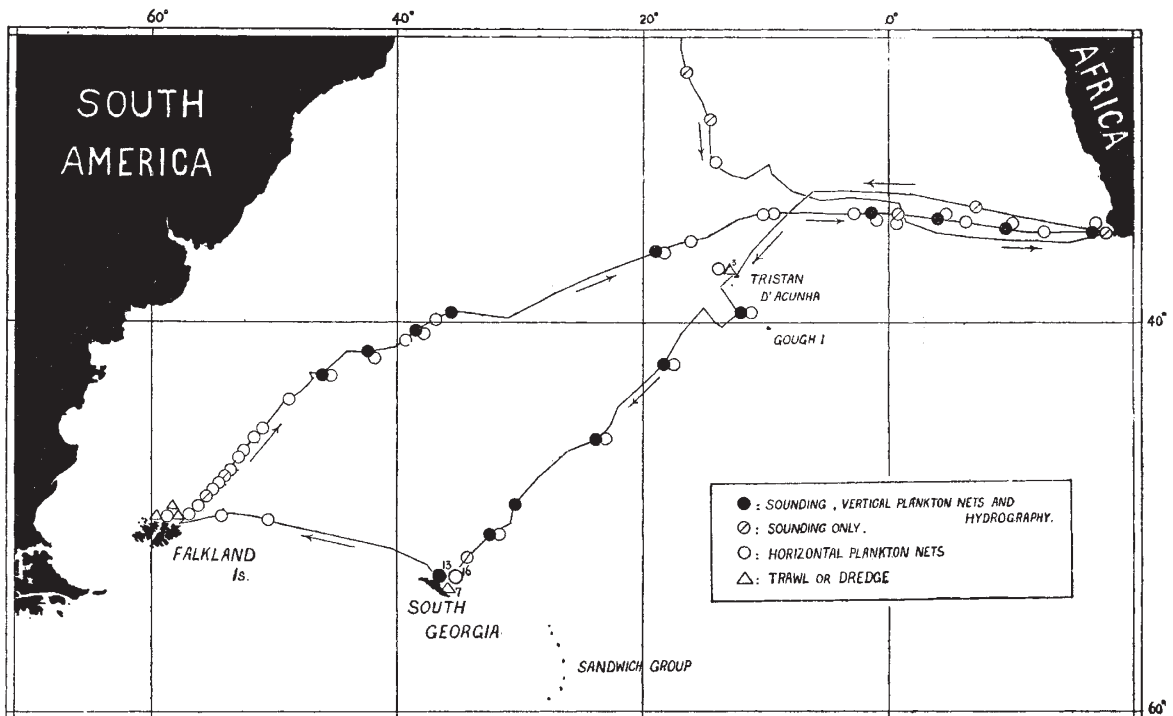 60°
40°
20°
0°
SOUTH
AMERICA
AFRICA
3
TRISTAN
D'ACUNHA
40°
GOUGH I
●: SOUNDING, VERTICAL PLANKTON NETS AND
HYDROGRAPHY.
⊘: SOUNDING ONLY.
○: HORIZONTAL PLANKTON NETS
△: TRAWL OR DREDGE
FALKLAND
Is.
13
16
7
SOUTH
GEORGIA
SANDWICH GROUP
60°